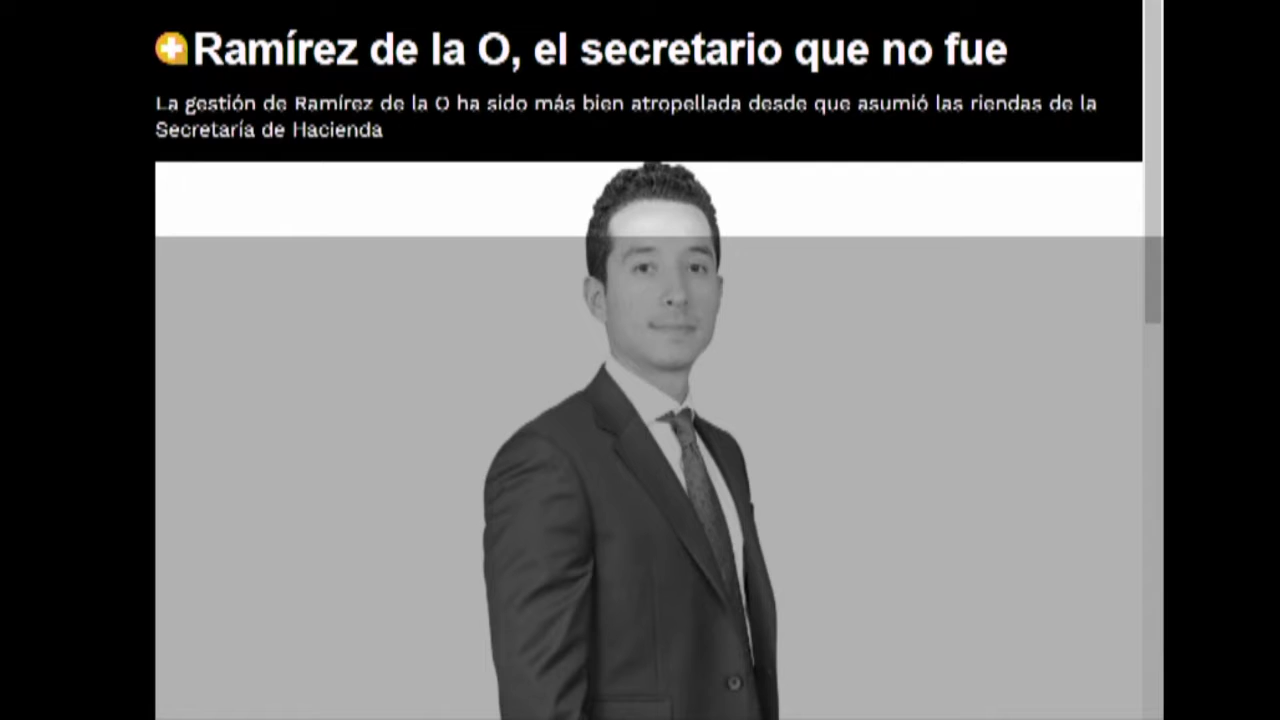 Ramírez de la O, el secretario que no fue
La gestión de Ramírez de la O ha sido más bien atropellada desde que asumió las riendas de la
Secretaría de Hacienda